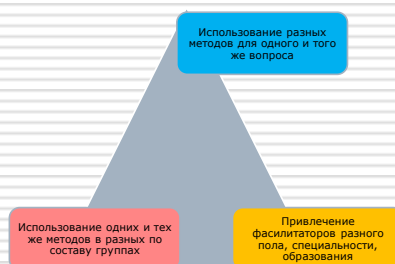 Использование разных
методов для одного и того
же вопроса
Использование одних и тех
же методов в разных по
составу группах
Привлечение
фасилитаторов разного
пола, специальности,
образования